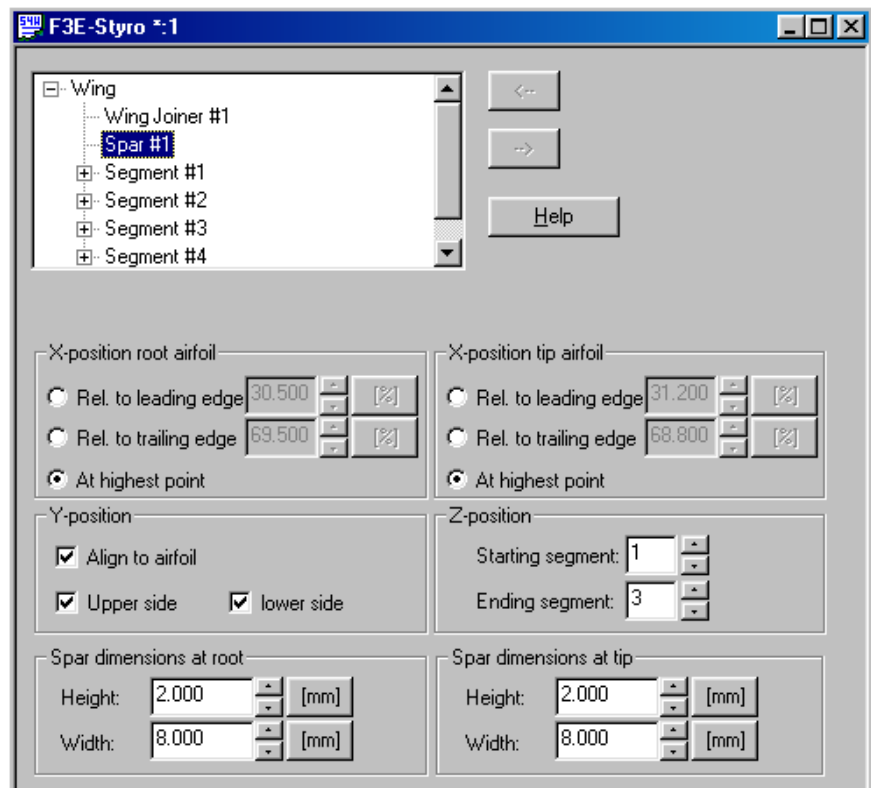 F3E-Styro *:1
Wing
Wing Joiner #1
Spar #1
Segment #1
Segment #2
Segment #3
Segment #4
<--
-->
Help
X-position root airfoil
Rel. to leading edge 30.500 [%]
Rel. to trailing edge 69.500 [%]
At highest point
X-position tip airfoil
Rel. to leading edge 31.200 [%]
Rel. to trailing edge 68.800 [%]
At highest point
Y-position
Align to airfoil
Upper side lower side
Z-position
Starting segment: 1
Ending segment: 3
Spar dimensions at root
Height: 2.000 [mm]
Width: 8.000 [mm]
Spar dimensions at tip
Height: 2.000 [mm]
Width: 8.000 [mm]